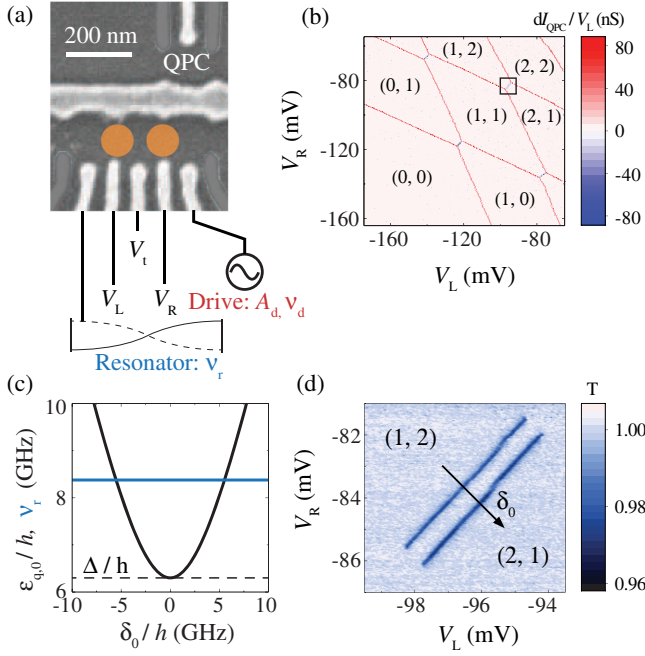 (a)
200 nm
QPC
V_t
V_L
V_R
Drive: A_d, ν_d
Resonator: ν_r
(b)
dI_QPC / V_L (nS)
(1, 2)
(2, 2)
(0, 1)
(1, 1)
(2, 1)
(0, 0)
(1, 0)
-40
-80
-120
-160
V_R (mV)
-160
-120
-80
V_L (mV)
80
40
0
-40
-80
(c)
ε_q,0 / h, ν_r (GHz)
10
8
6
Δ / h
-10
-5
0
5
10
δ_0 / h (GHz)
(d)
T
(1, 2)
δ_0
(2, 1)
-82
-84
-86
V_R (mV)
-98
-96
-94
V_L (mV)
1.00
0.98
0.96